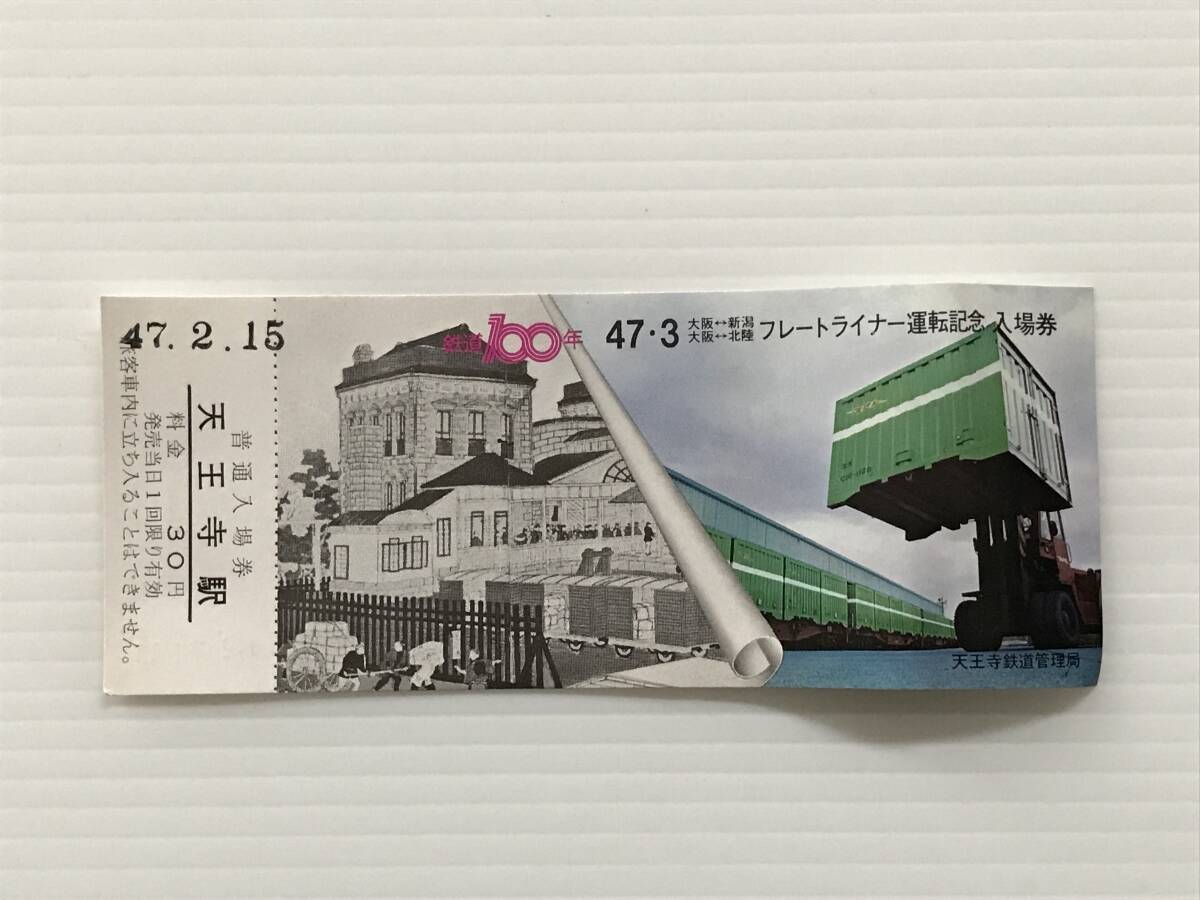 47.2.15
普通入場券
天王寺駅
料金 30円
発売当日1回限り有効
旅客車内に立ち入ることはできません。
鉄道100年
47・3 大阪↔新潟 フレートライナー運転記念 入場券
大阪↔北陸
天王寺鉄道管理局